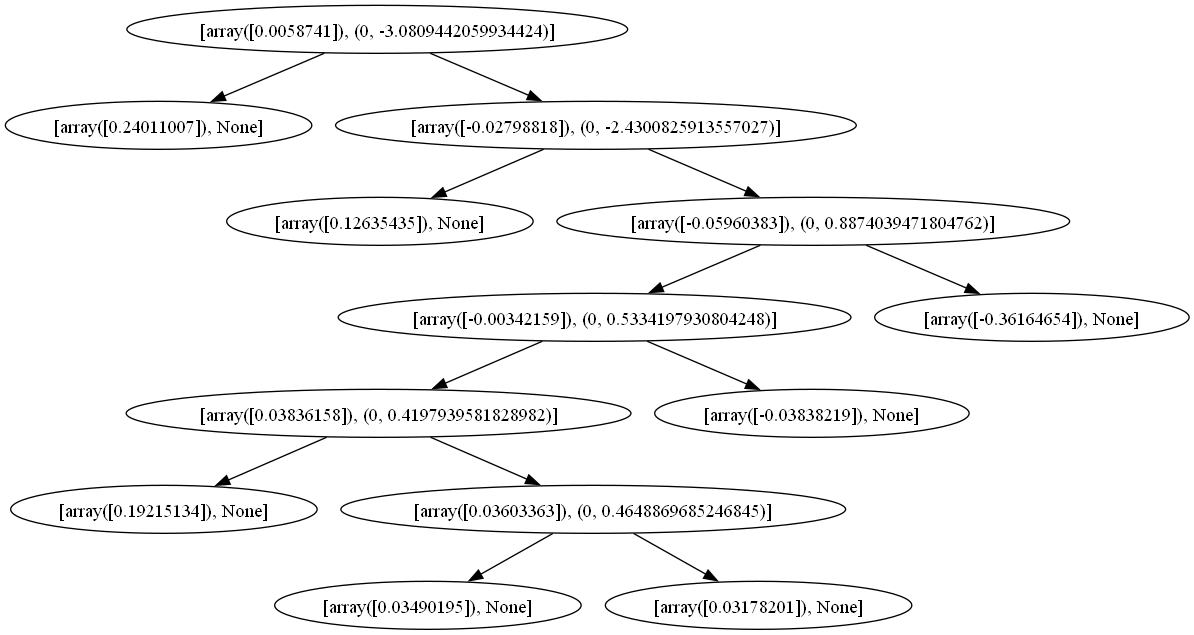 [array([0.0058741]), (0, -3.0809442059934424)]
[array([0.24011007]), None]
[array([-0.02798818]), (0, -2.4300825913557027)]
[array([0.12635435]), None]
[array([-0.05960383]), (0, 0.8874039471804762)]
[array([-0.00342159]), (0, 0.5334197930804248)]
[array([-0.36164654]), None]
[array([0.03836158]), (0, 0.4197939581828982)]
[array([-0.03838219]), None]
[array([0.19215134]), None]
[array([0.03603363]), (0, 0.4648869685246845)]
[array([0.03490195]), None]
[array([0.03178201]), None]